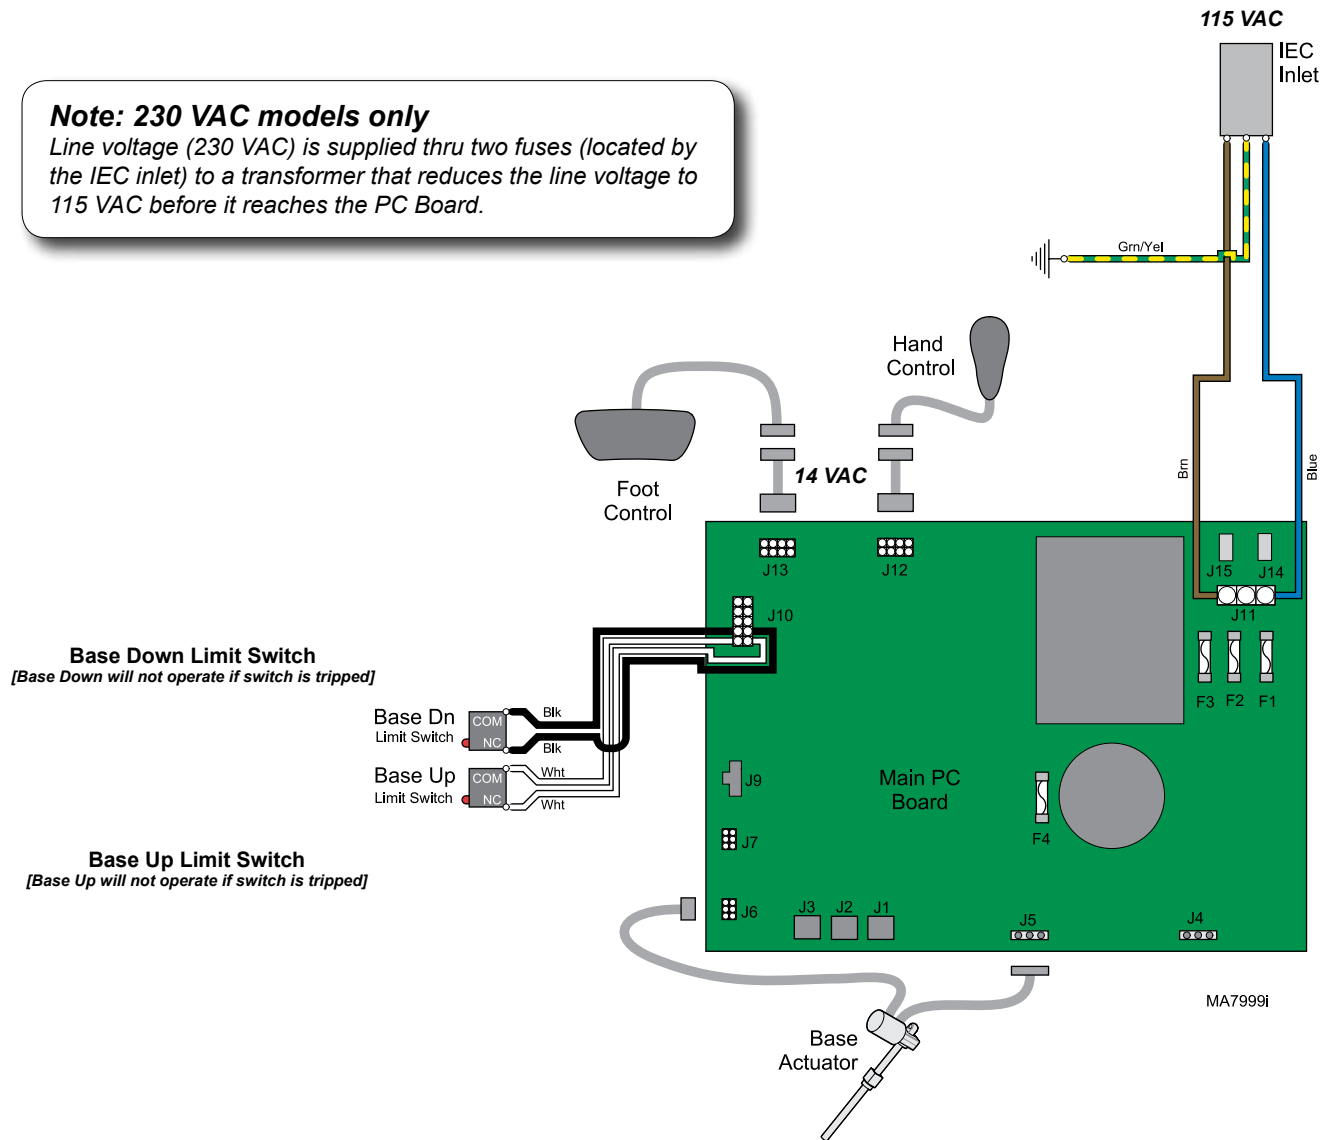 115 VAC
IEC
Inlet
Note: 230 VAC models only
Line voltage (230 VAC) is supplied thru two fuses (located by
the IEC inlet) to a transformer that reduces the line voltage to
115 VAC before it reaches the PC Board.
Grn/Yel
Hand
Control
Brn
Blue
14 VAC
Foot
Control
J13
J12
J15
J14
J11
J10
F3
F2
F1
Base Down Limit Switch
[Base Down will not operate if switch is tripped]
Base Dn
Limit Switch
COM
NC
Blk
Blk
Base Up
Limit Switch
COM
NC
Wht
Wht
Base Up Limit Switch
[Base Up will not operate if switch is tripped]
J9
Main PC
Board
J7
F4
J6
J3
J2
J1
J5
J4
MA7999i
Base
Actuator